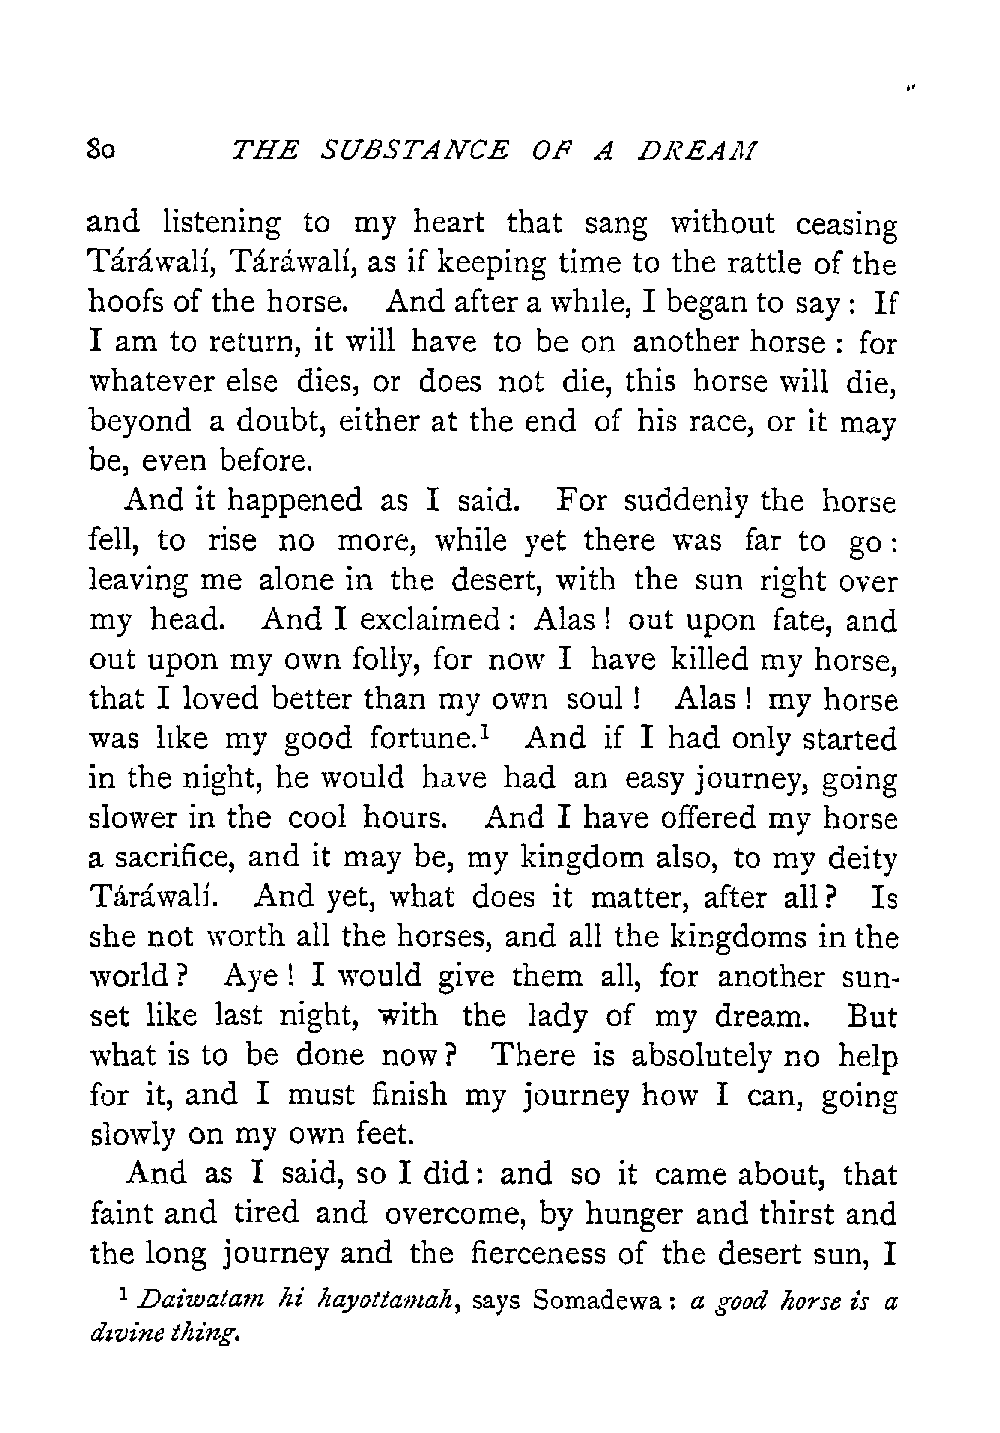 80 THE SUBSTANCE OF A DREAM
and listening to my heart that sang without ceasing
Táráwalí, Táráwalí, as if keeping time to the rattle of the
hoofs of the horse. And after a while, I began to say: If
I am to return, it will have to be on another horse: for
whatever else dies, or does not die, this horse will die,
beyond a doubt, either at the end of his race, or it may
be, even before.
And it happened as I said. For suddenly the horse
fell, to rise no more, while yet there was far to go:
leaving me alone in the desert, with the sun right over
my head. And I exclaimed: Alas! out upon fate, and
out upon my own folly, for now I have killed my horse,
that I loved better than my own soul! Alas! my horse
was like my good fortune.¹ And if I had only started
in the night, he would have had an easy journey, going
slower in the cool hours. And I have offered my horse
a sacrifice, and it may be, my kingdom also, to my deity
Táráwalí. And yet, what does it matter, after all? Is
she not worth all the horses, and all the kingdoms in the
world? Aye! I would give them all, for another sun-
set like last night, with the lady of my dream. But
what is to be done now? There is absolutely no help
for it, and I must finish my journey how I can, going
slowly on my own feet.
And as I said, so I did: and so it came about, that
faint and tired and overcome, by hunger and thirst and
the long journey and the fierceness of the desert sun, I
¹ Daiwatam hi hayottamah, says Somadewa: a good horse is a
divine thing.